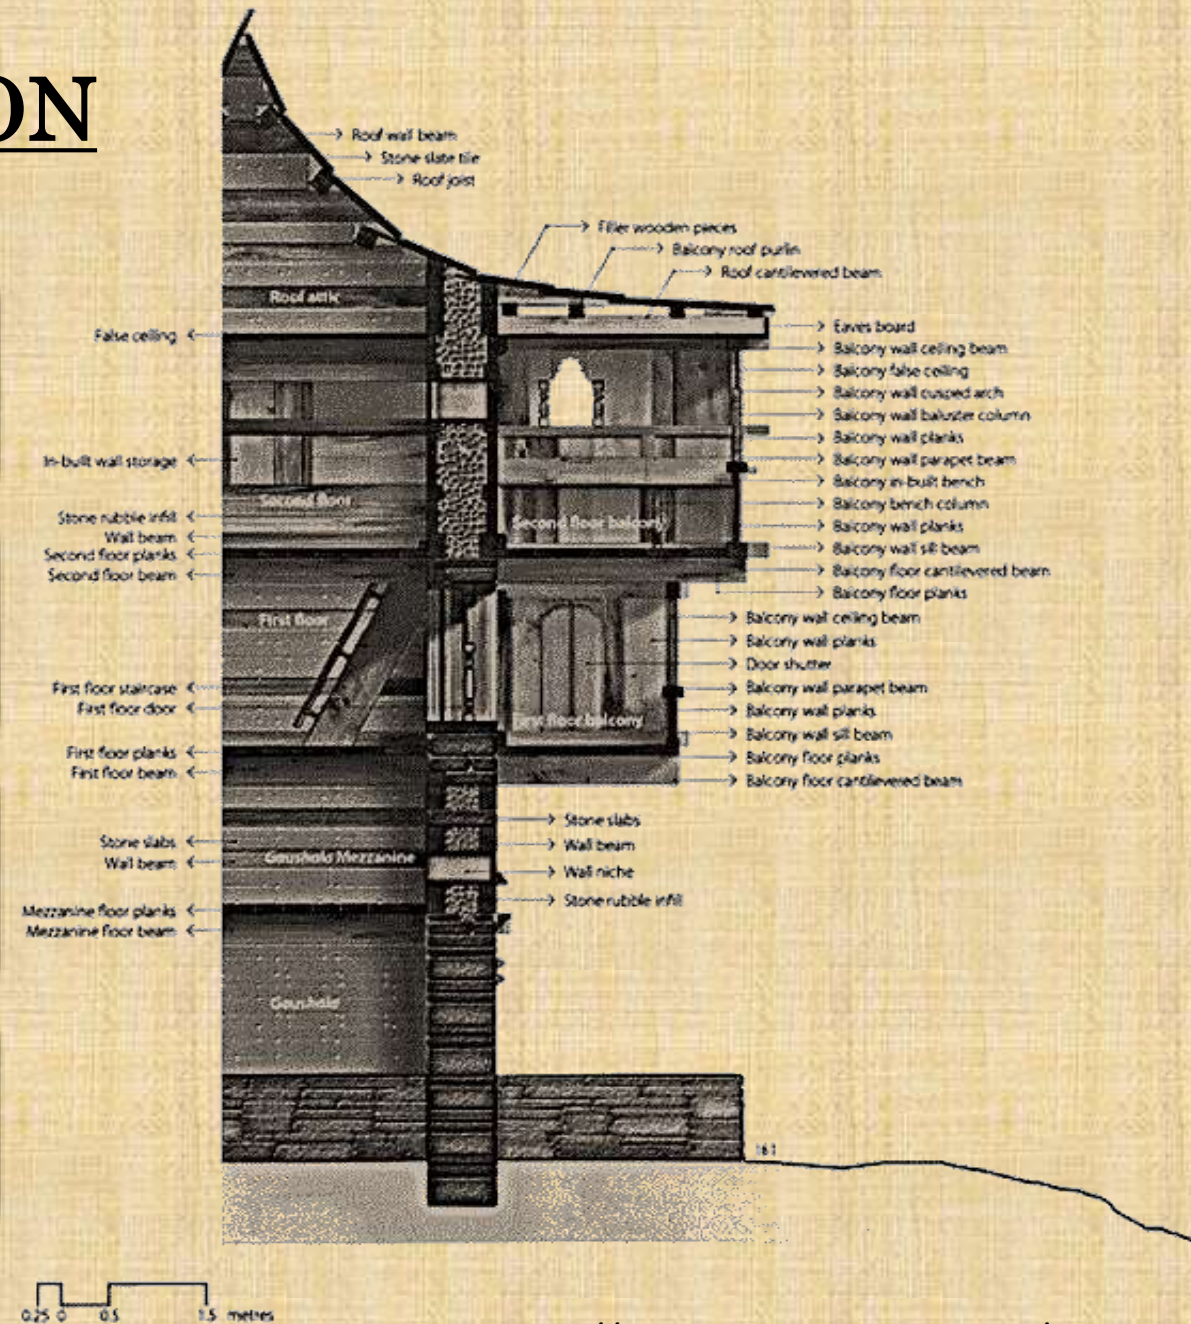 ON
Roof wall beam
Stone slate tile
Roof joist
Filler wooden pieces
Balcony roof purlin
Roof cantilevered beam
Roof attic
False ceiling
Eaves board
Balcony wall ceiling beam
Balcony false ceiling
Balcony wall cusped arch
Balcony wall baluster column
Balcony wall planks
Balcony wall parapet beam
Balcony in-built bench
Balcony bench column
Balcony wall planks
Balcony wall sill beam
Balcony floor cantilevered beam
Balcony floor planks
In-built wall storage
Second floor
Second floor balcony
Stone rubble infill
Wall beam
Second floor planks
Second floor beam
First floor
Balcony wall ceiling beam
Balcony wall planks
Door shutter
Balcony wall parapet beam
Balcony wall planks
Balcony wall sill beam
Balcony floor planks
Balcony floor cantilevered beam
First floor staircase
First floor door
First floor balcony
First floor planks
First floor beam
Stone slabs
Wall beam
Gaushala Mezzanine
Stone slabs
Wall beam
Wall niche
Stone rubble infill
Mezzanine floor planks
Mezzanine floor beam
Gaushala
161
0.25 0 0.5 1.5 metres